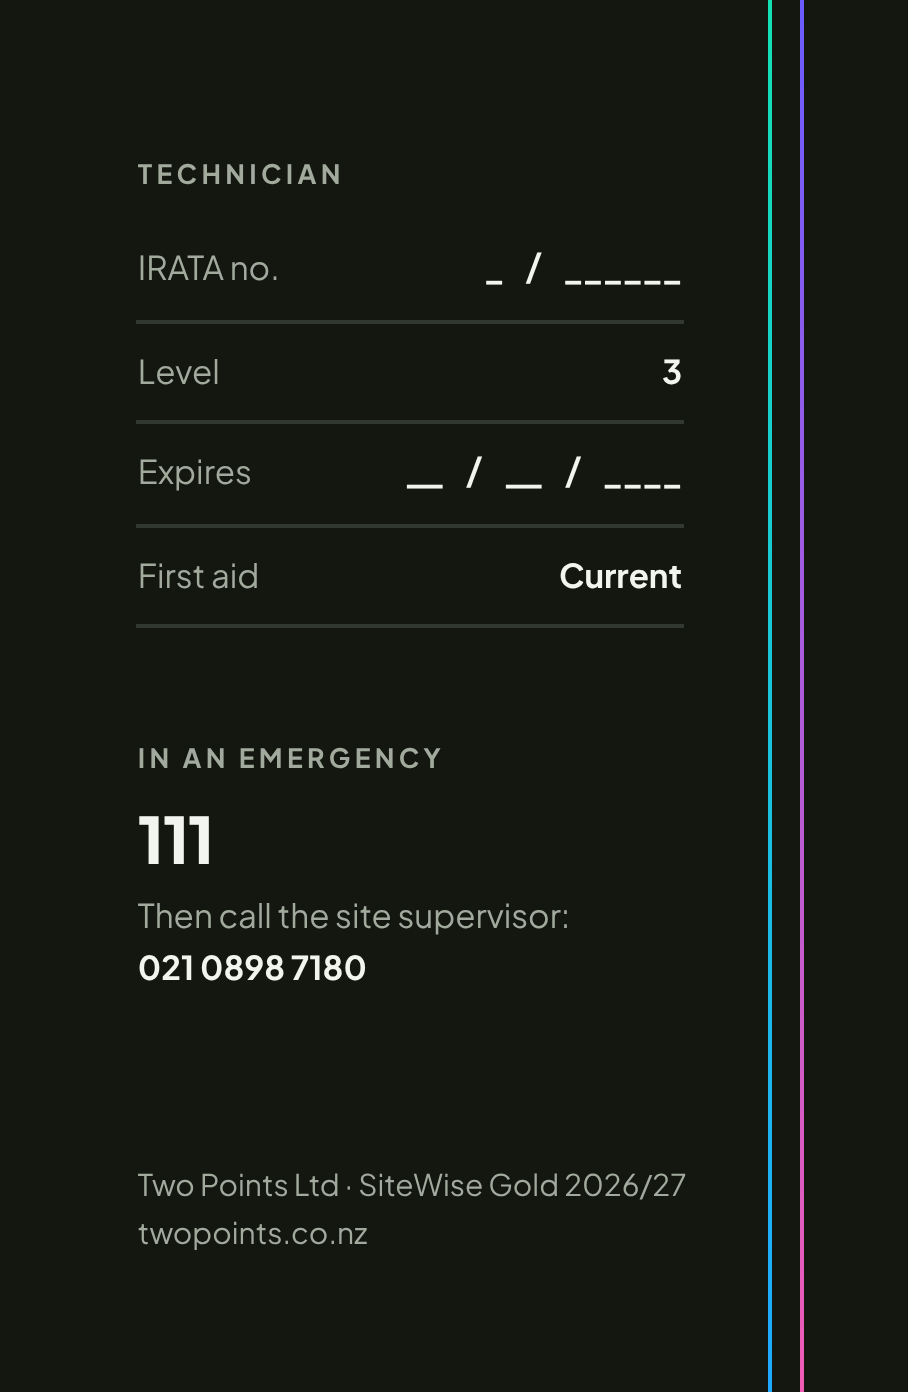 TECHNICIAN
IRATA no. _ / ______
Level 3
Expires __ / __ / ____
First aid Current
IN AN EMERGENCY
111
Then call the site supervisor:
021 0898 7180
Two Points Ltd · SiteWise Gold 2026/27
twopoints.co.nz